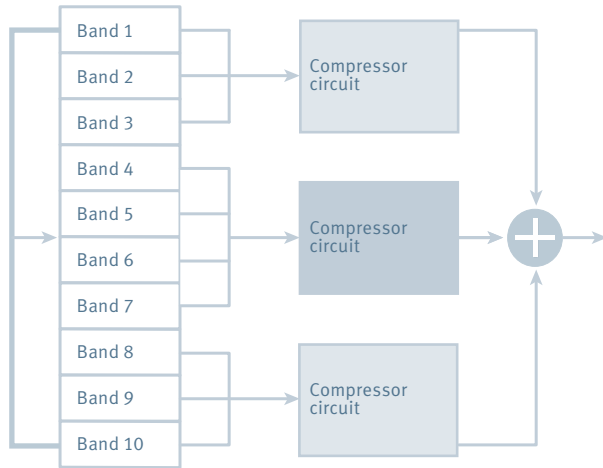 Band 1
Band 2
Band 3
Band 4
Band 5
Band 6
Band 7
Band 8
Band 9
Band 10
Compressor
circuit
Compressor
circuit
Compressor
circuit